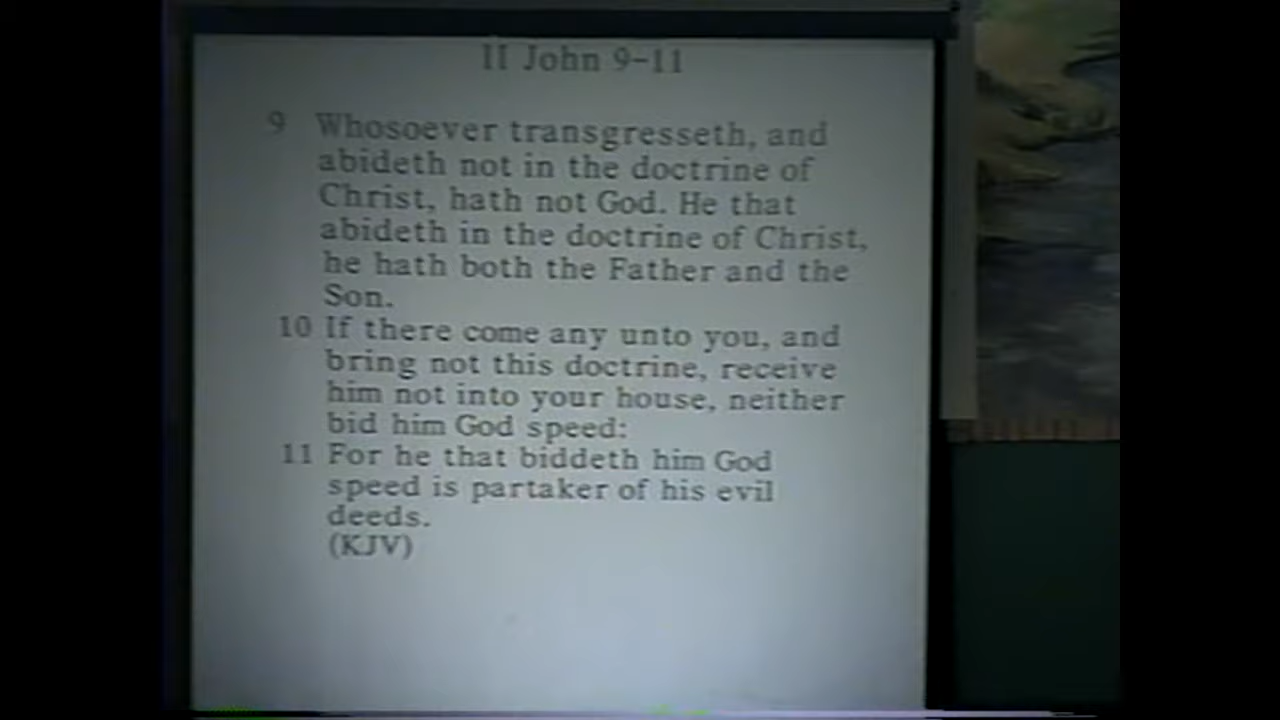 II John 9-11
9 Whosoever transgresseth, and
abideth not in the doctrine of
Christ, hath not God. He that
abideth in the doctrine of Christ,
he hath both the Father and the
Son.
10 If there come any unto you, and
bring not this doctrine, receive
him not into your house, neither
bid him God speed:
11 For he that biddeth him God
speed is partaker of his evil
deeds.
(KJV)